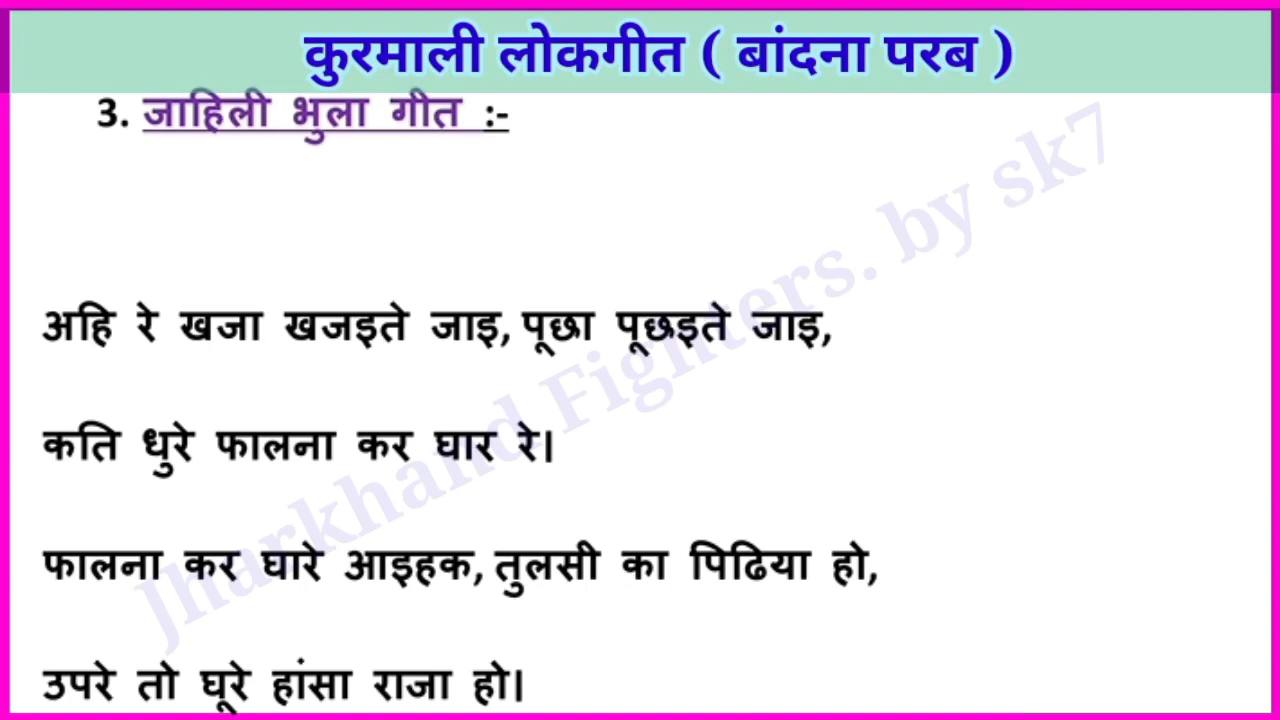 कुरमाली लोकगीत ( बांदना परब )
3. जाहिली भुला गीत :-
अहि रे खजा खजइते जाइ, पूछा पूछइते जाइ,
कति धुरे फालना कर घार रे।
फालना कर घारे आइहक, तुलसी का पिढिया हो,
उपरे तो घूरे हांसा राजा हो।
Jharkhand Fighters. by sk7